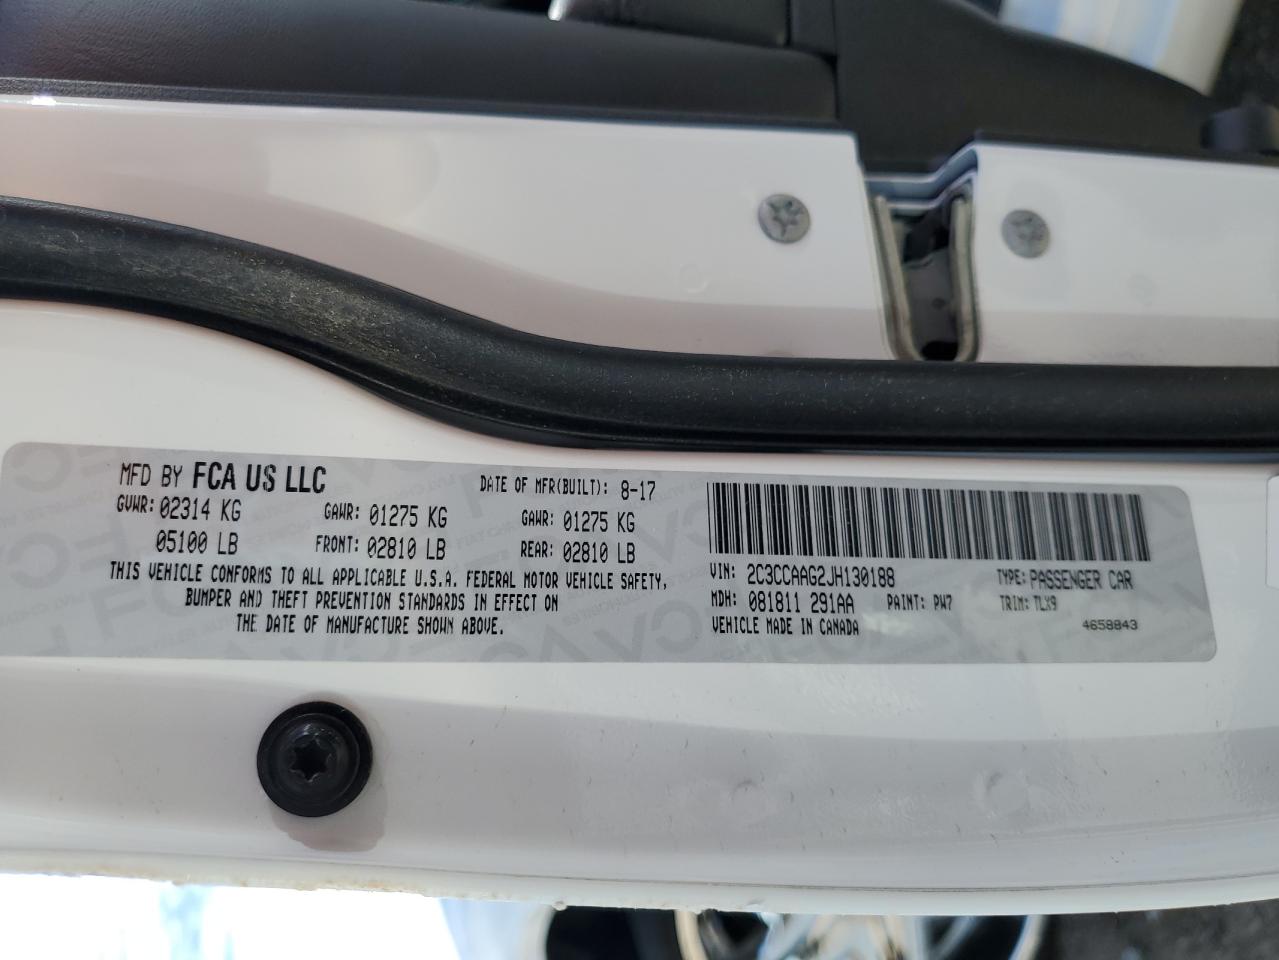 MFD BY FCA US LLC DATE OF MFR(BUILT): 8-17
GVWR: 02314 KG GAWR: 01275 KG GAWR: 01275 KG
05100 LB FRONT: 02810 LB REAR: 02810 LB
THIS VEHICLE CONFORMS TO ALL APPLICABLE U.S.A. FEDERAL MOTOR VEHICLE SAFETY,
BUMPER AND THEFT PREVENTION STANDARDS IN EFFECT ON
THE DATE OF MANUFACTURE SHOWN ABOVE.
VIN: 2C3CCAAG2JH130188 TYPE: PASSENGER CAR
MDH: 081811 291AA PAINT: PW7 TRIM: TLX9
VEHICLE MADE IN CANADA 4658843